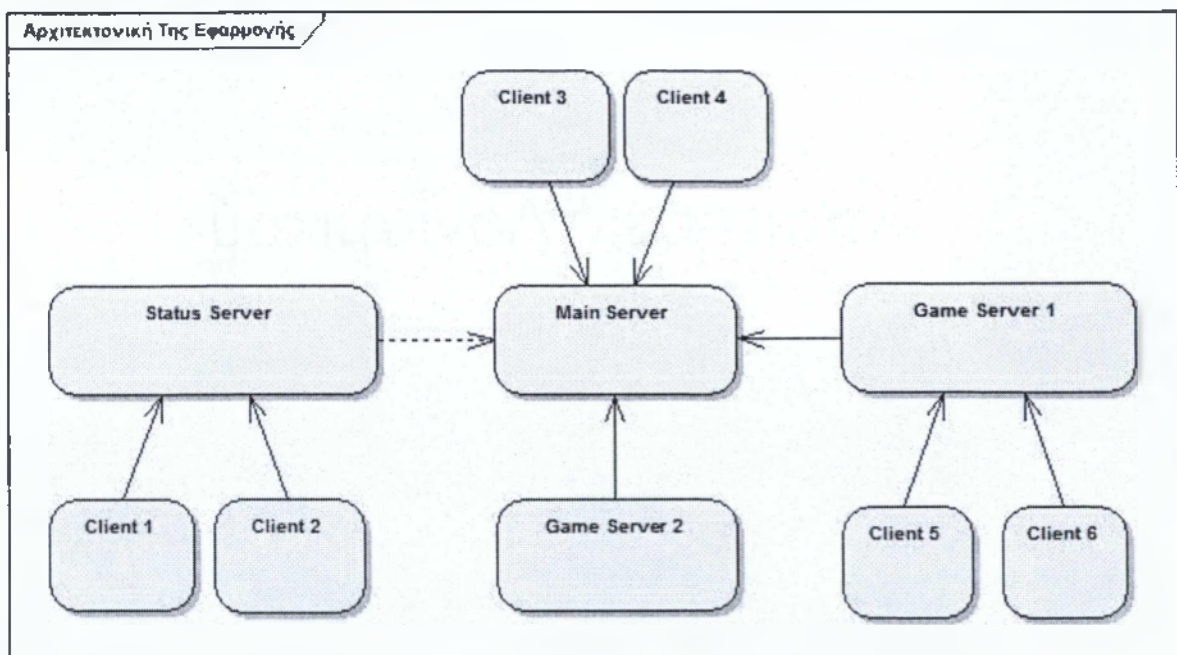 Αρχιτεκτονική Της Εφαρμογής
Client 3
Client 4
Status Server
Main Server
Game Server 1
Client 1
Client 2
Game Server 2
Client 5
Client 6